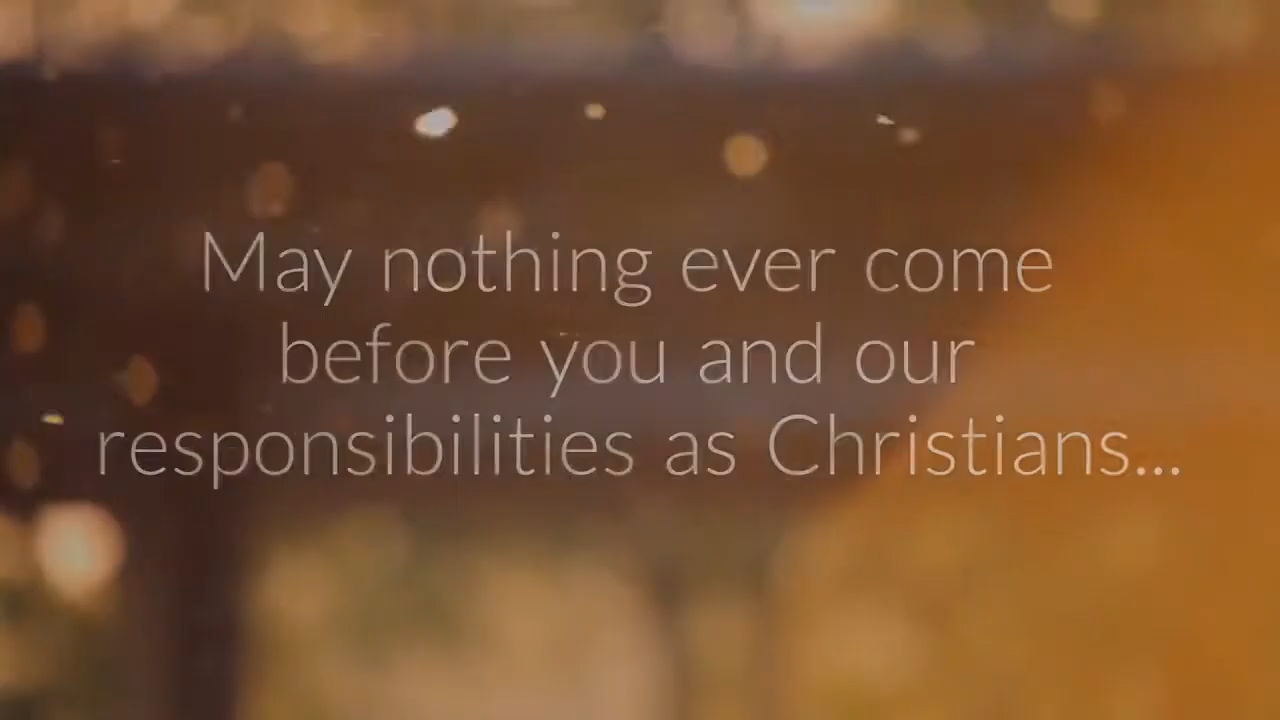 May nothing ever come
before you and our
responsibilities as Christians...